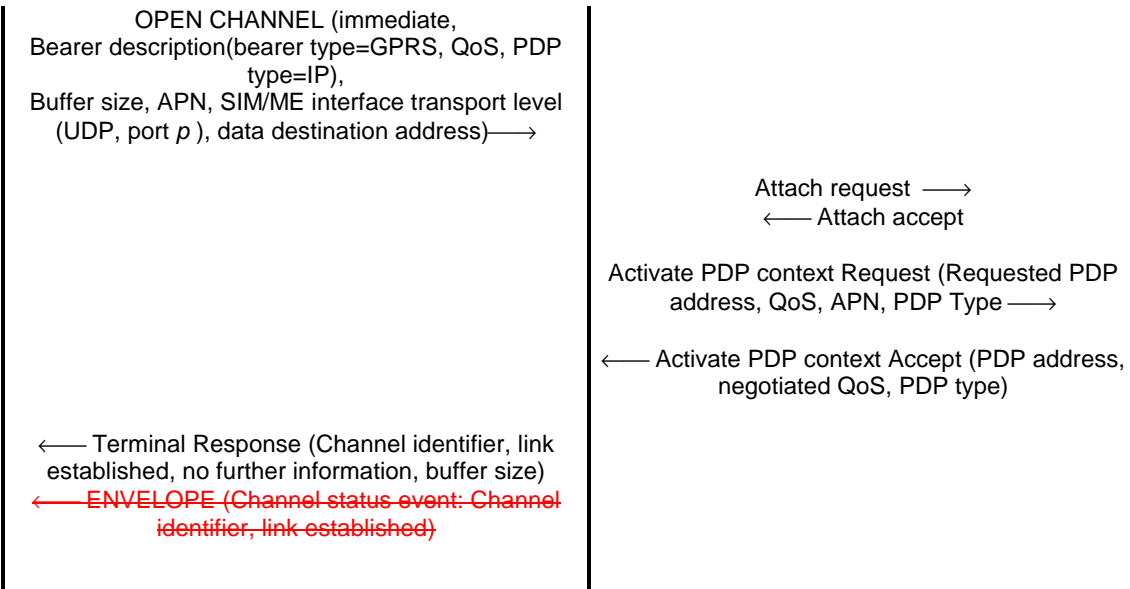 OPEN CHANNEL (immediate,
Bearer description(bearer type=GPRS, QoS, PDP
type=IP),
Buffer size, APN, SIM/ME interface transport level
(UDP, port p ), data destination address)⟶
Attach request ⟶
⟵ Attach accept
Activate PDP context Request (Requested PDP
address, QoS, APN, PDP Type ⟶
⟵ Activate PDP context Accept (PDP address,
negotiated QoS, PDP type)
⟵ Terminal Response (Channel identifier, link
established, no further information, buffer size)
⟵ ENVELOPE (Channel status event: Channel
identifier, link established)